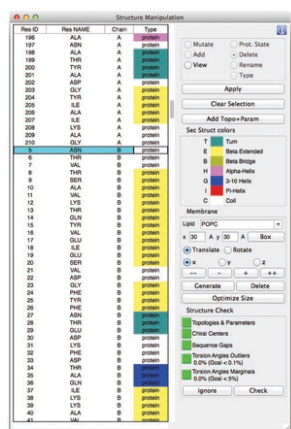 Structure Manipulation
Res ID Res NAME Chain Type
196 ALA A protein
197 ASN A protein
198 ALA A protein
199 THR A protein
200 TYR A protein
201 ALA A protein
202 ASP A protein
203 GLY A protein
204 TYR A protein
205 ILE A protein
206 ALA A protein
207 ILE A protein
208 LYS A protein
209 ALA A protein
210 GLY A protein
5 ASN B protein
6 THR B protein
7 VAL B protein
8 THR B protein
9 SER B protein
10 ALA B protein
11 VAL B protein
12 LYS B protein
13 THR B protein
14 GLN B protein
15 TYR B protein
16 VAL B protein
17 GLU B protein
18 ILE B protein
19 GLU B protein
20 SER B protein
21 VAL B protein
22 ASP B protein
23 GLY B protein
24 PHE B protein
25 TYR B protein
26 PHE B protein
27 ASN B protein
28 THR B protein
29 GLU B protein
30 ASP B protein
31 LYS B protein
32 PHE B protein
33 ASP B protein
34 THR B protein
35 ALA B protein
36 GLN B protein
37 ILE B protein
38 LYS B protein
39 LYS B protein
40 ALA B protein
41 VAL B protein
Mutate Prot. State
Add Delete
View Rename
Type
Apply
Clear Selection
Add Topo+Param
Sec Struct colors
T Turn
E Beta Extended
B Beta Bridge
H Alpha-Helix
G 3-10 Helix
I Pi-Helix
C Coil
Membrane
Lipid POPC
x 30 A y 30 A Box
Translate Rotate
x y z
-- - + ++
Generate Delete
Optimize Size
Structure Check
Topologies & Parameters
Chiral Centers
Sequence Gaps
Torsion Angles Outliers
0.0% (Goal < 0.1%)
Torsion Angles Marginals
0.0% (Goal < 5%)
Ignore Check